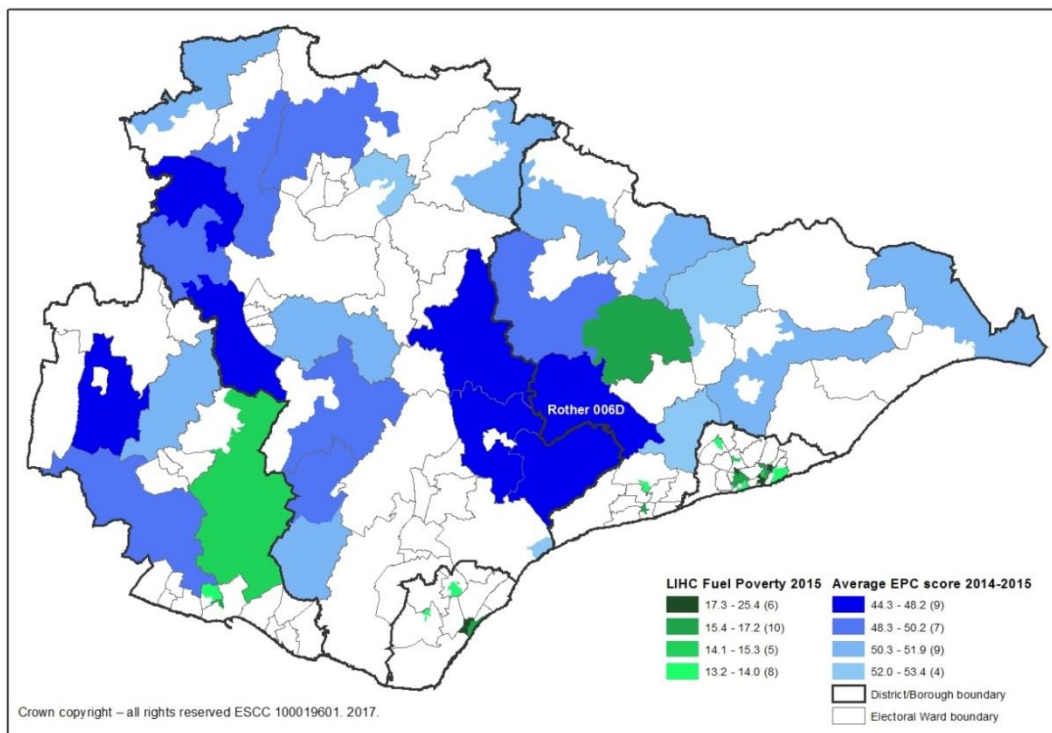 Rother 006D
LIHC Fuel Poverty 2015
17.3 - 25.4 (6)
15.4 - 17.2 (10)
14.1 - 15.3 (5)
13.2 - 14.0 (8)
Average EPC score 2014-2015
44.3 - 48.2 (9)
48.3 - 50.2 (7)
50.3 - 51.9 (9)
52.0 - 53.4 (4)
District/Borough boundary
Electoral Ward boundary
Crown copyright – all rights reserved ESCC 100019601. 2017.